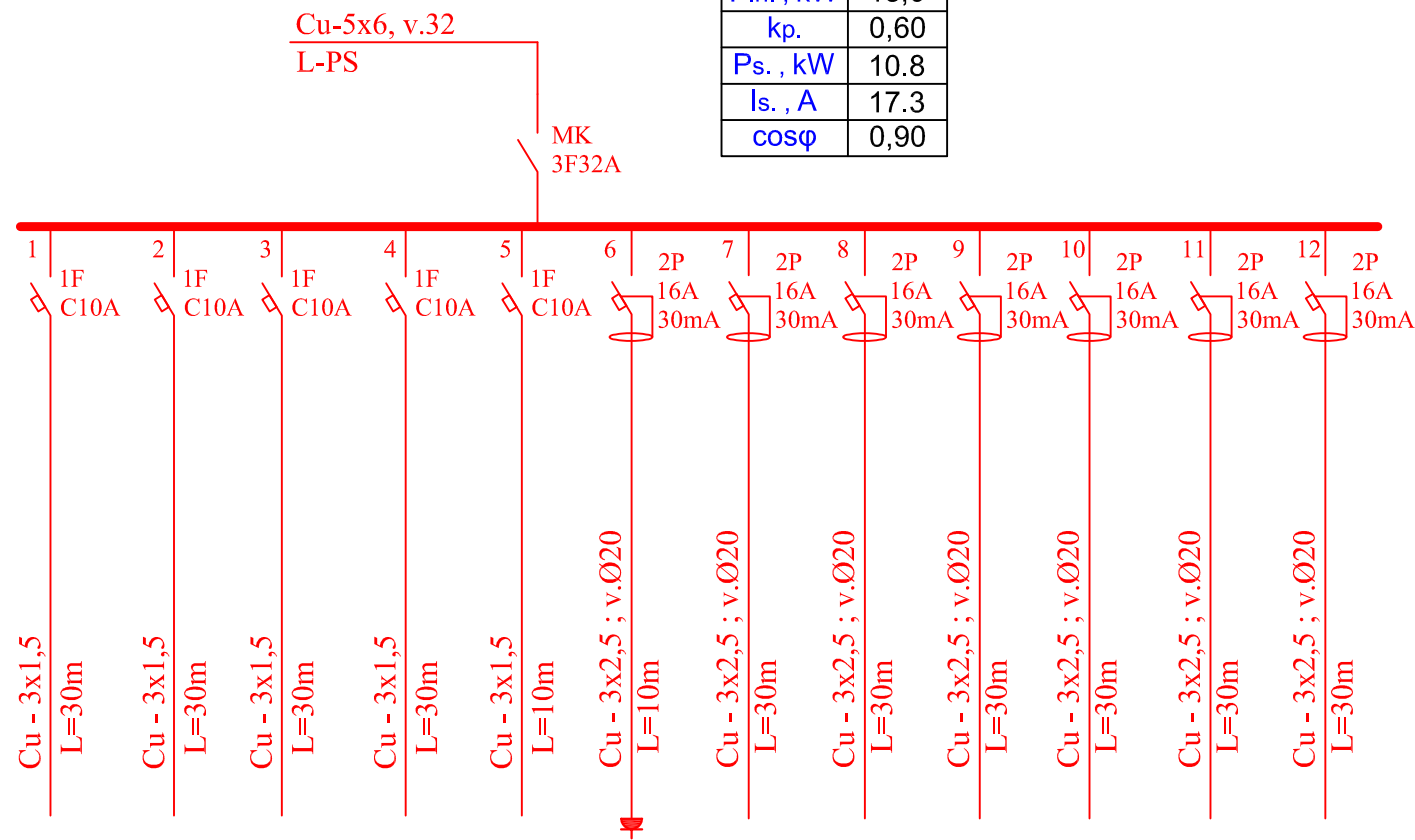 Cu-5x6, v.32
L-PS
kp. 0,60
Ps. , kW 10.8
Is. , A 17.3
cosφ 0,90
MK
3F32A
1 2 3 4 5 6 7 8 9 10 11 12
1F
C10A
1F
C10A
1F
C10A
1F
C10A
1F
C10A
2P
16A
30mA
2P
16A
30mA
2P
16A
30mA
2P
16A
30mA
2P
16A
30mA
2P
16A
30mA
2P
16A
30mA
Cu - 3x1,5
L=30m
Cu - 3x1,5
L=30m
Cu - 3x1,5
L=30m
Cu - 3x1,5
L=30m
Cu - 3x1,5
L=10m
Cu - 3x2,5 ; v.Ø20
L=10m
Cu - 3x2,5 ; v.Ø20
L=30m
Cu - 3x2,5 ; v.Ø20
L=30m
Cu - 3x2,5 ; v.Ø20
L=30m
Cu - 3x2,5 ; v.Ø20
L=30m
Cu - 3x2,5 ; v.Ø20
L=30m
Cu - 3x2,5 ; v.Ø20
L=30m